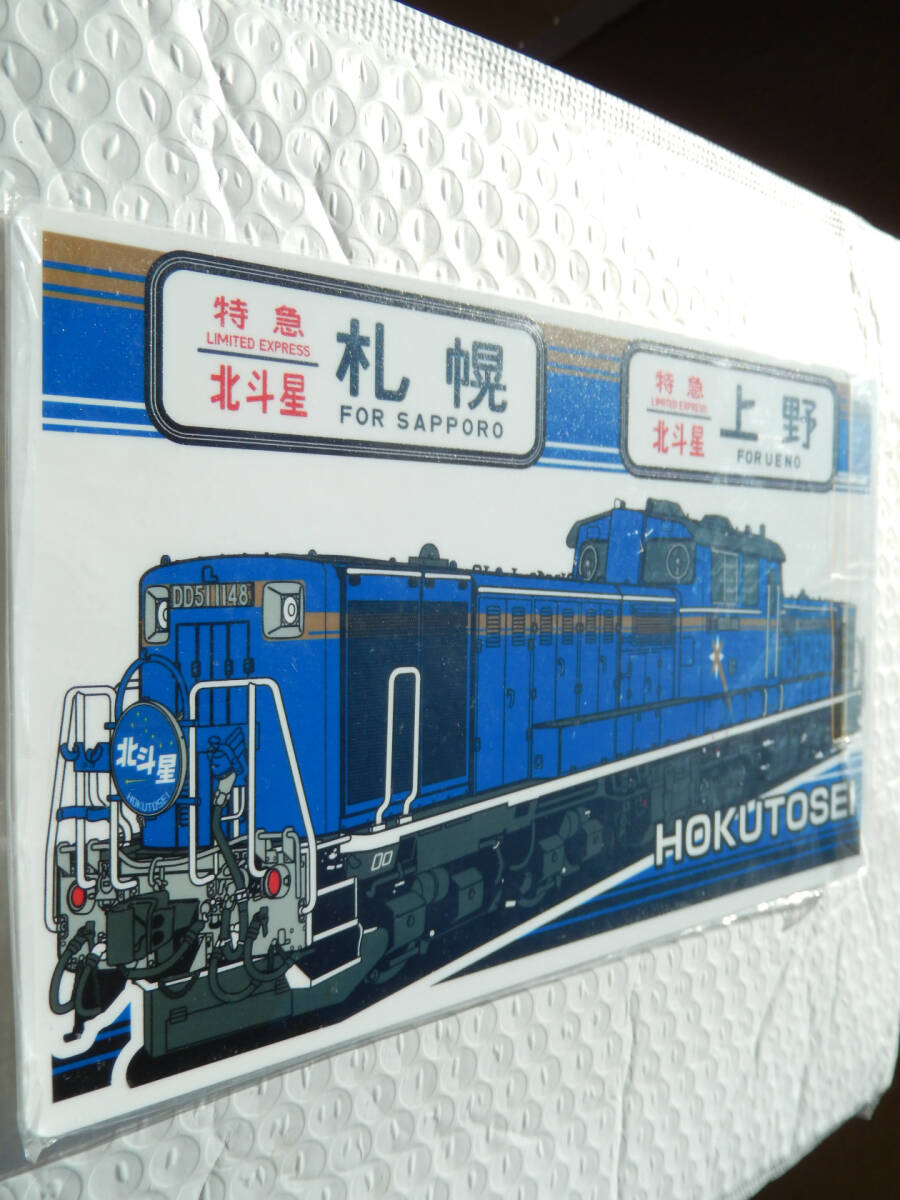 特急
LIMITED EXPRESS
北斗星
札幌
FOR SAPPORO
特急
LIMITED EXPRESS
北斗星
上野
FOR UENO
DD51 1148
北斗星
HOKUTOSEI
HOKUTOSEI